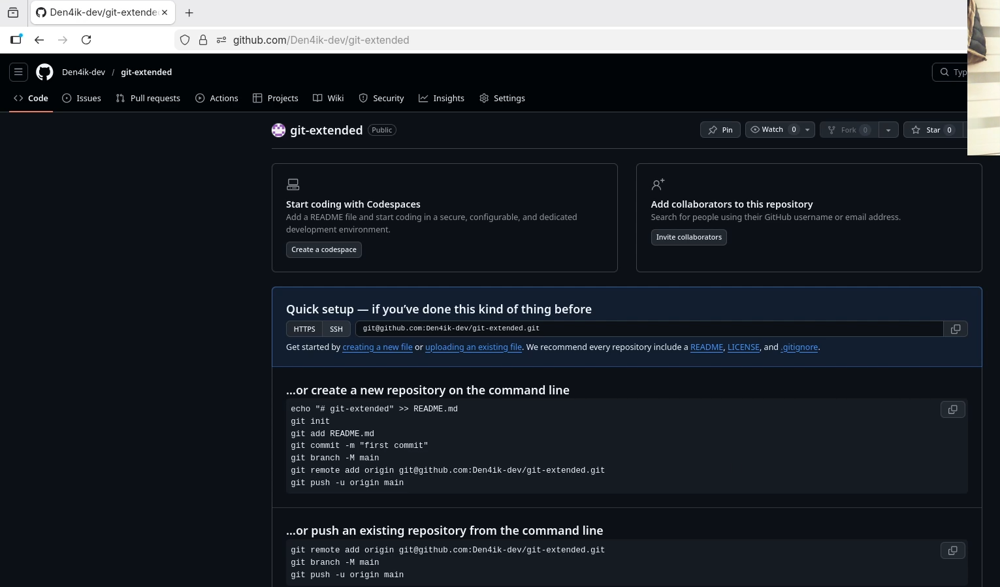 Den4ik-dev/git-extende
github.com/Den4ik-dev/git-extended
Den4ik-dev / git-extended
Typ
Code Issues Pull requests Actions Projects Wiki Security Insights Settings
git-extended Public
Pin Watch 0 Fork 0 Star 0
Start coding with Codespaces
Add a README file and start coding in a secure, configurable, and dedicated
development environment.
Create a codespace
Add collaborators to this repository
Search for people using their GitHub username or email address.
Invite collaborators
Quick setup — if you’ve done this kind of thing before
HTTPS SSH git@github.com:Den4ik-dev/git-extended.git
Get started by creating a new file or uploading an existing file. We recommend every repository include a README, LICENSE, and .gitignore.
…or create a new repository on the command line
echo "# git-extended" >> README.md
git init
git add README.md
git commit -m "first commit"
git branch -M main
git remote add origin git@github.com:Den4ik-dev/git-extended.git
git push -u origin main
…or push an existing repository from the command line
git remote add origin git@github.com:Den4ik-dev/git-extended.git
git branch -M main
git push -u origin main